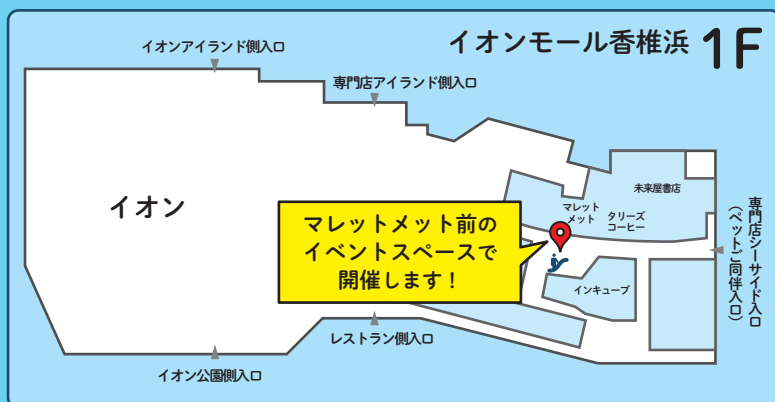 イオンモール香椎浜 1F
イオンアイランド側入口
専門店アイランド側入口
イオン
マレットメット前の
イベントスペースで
開催します！
マレット
メット
タリーズ
コーヒー
未来屋書店
インキューブ
専門店シーサイド入口
（ペットご同伴入口）
レストラン側入口
イオン公園側入口